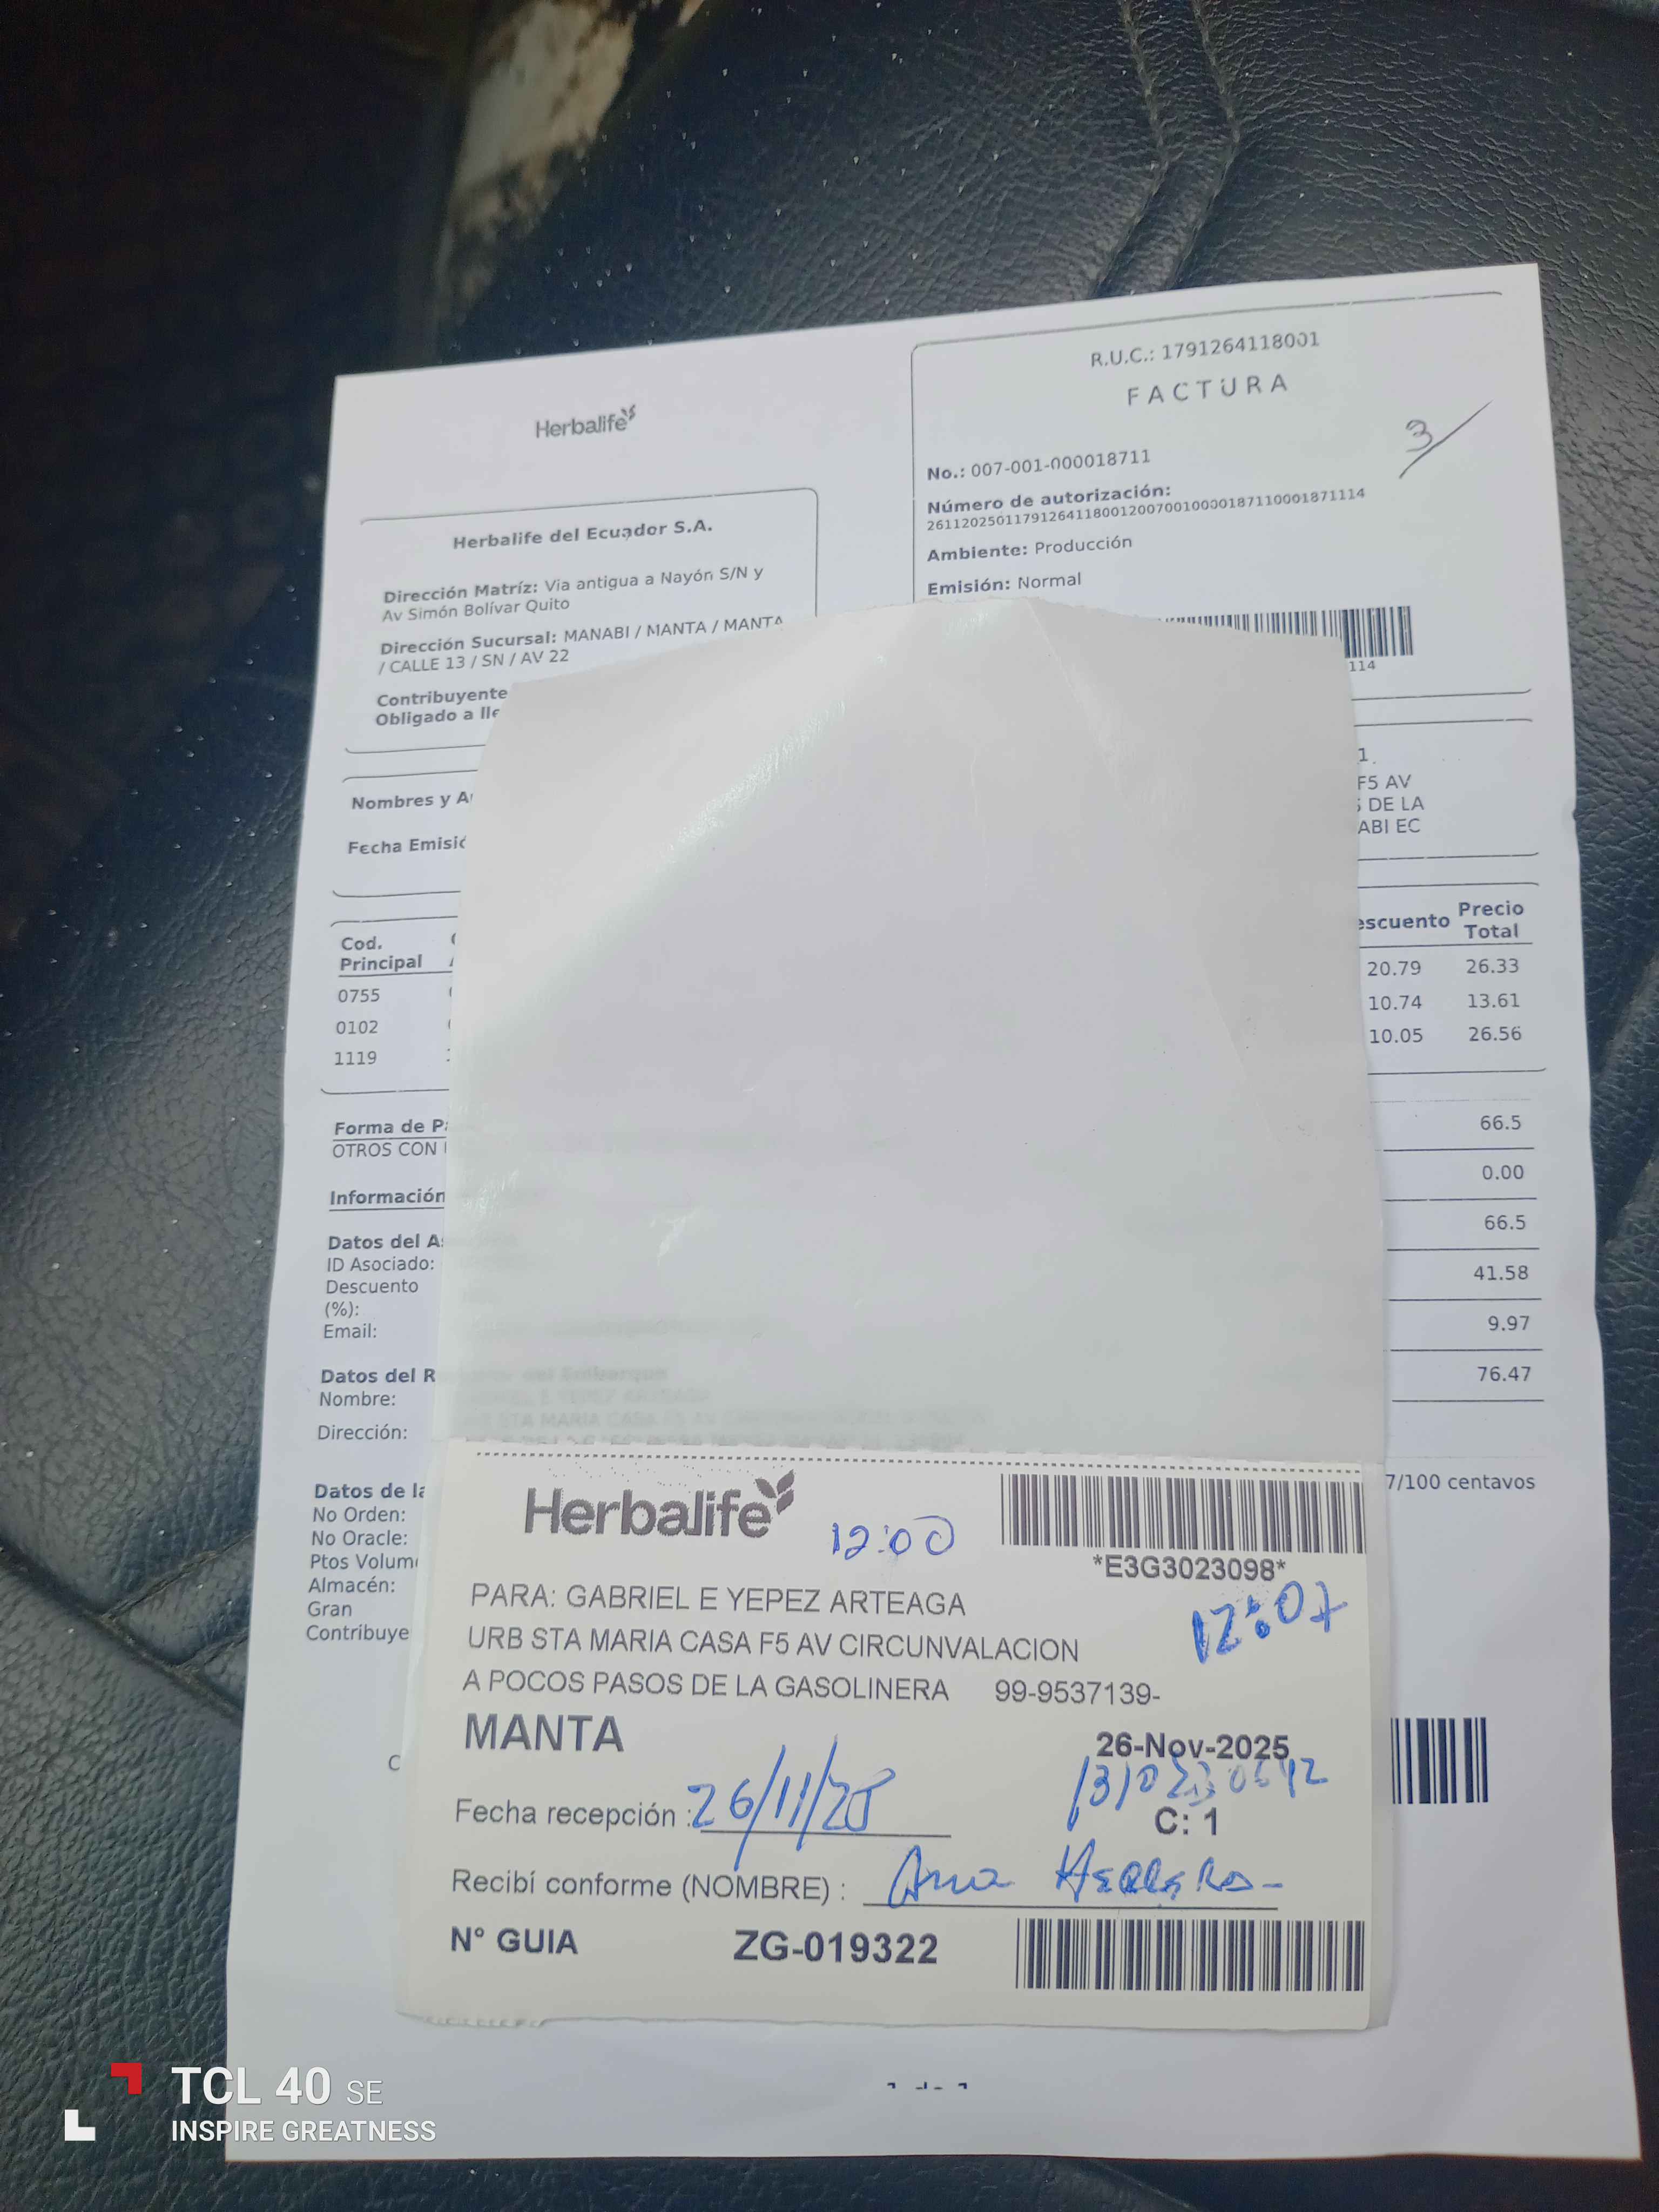 R.U.C.: 1791264118001
FACTURA
3
No.: 007-001-000018711
Número de autorización:
2611202501179126411800120070010000187110001871114
Ambiente: Producción
Emisión: Normal
114
Herbalife
Herbalife del Ecuador S.A.
Dirección Matríz: Via antigua a Nayón S/N y
Av Simón Bolívar Quito
Dirección Sucursal: MANABI / MANTA / MANTA
/ CALLE 13 / SN / AV 22
Contribuyente
Obligado a lle
Nombres y A
Fecha Emisió
1.
F5 AV
DE LA
ABI EC
Cod.
Principal
escuento
Precio
Total
0755 20.79 26.33
0102 10.74 13.61
1119 10.05 26.56
Forma de Pa
OTROS CON
Información
66.5
0.00
66.5
41.58
9.97
76.47
Datos del A
ID Asociado:
Descuento
(%):
Email:
Datos del R
Nombre:
Dirección:
Datos de la
No Orden:
No Oracle:
Ptos Volum
Almacén:
Gran
Contribuye
7/100 centavos
C
Herbalife
12:00
*E3G3023098*
12:07
PARA: GABRIEL E YEPEZ ARTEAGA
URB STA MARIA CASA F5 AV CIRCUNVALACION
A POCOS PASOS DE LA GASOLINERA 99-9537139-
MANTA
26-Nov-2025
Fecha recepción : 26/11/25
C: 1
Recibí conforme (NOMBRE) : Ana
N° GUIA ZG-019322
TCL 40 SE
INSPIRE GREATNESS